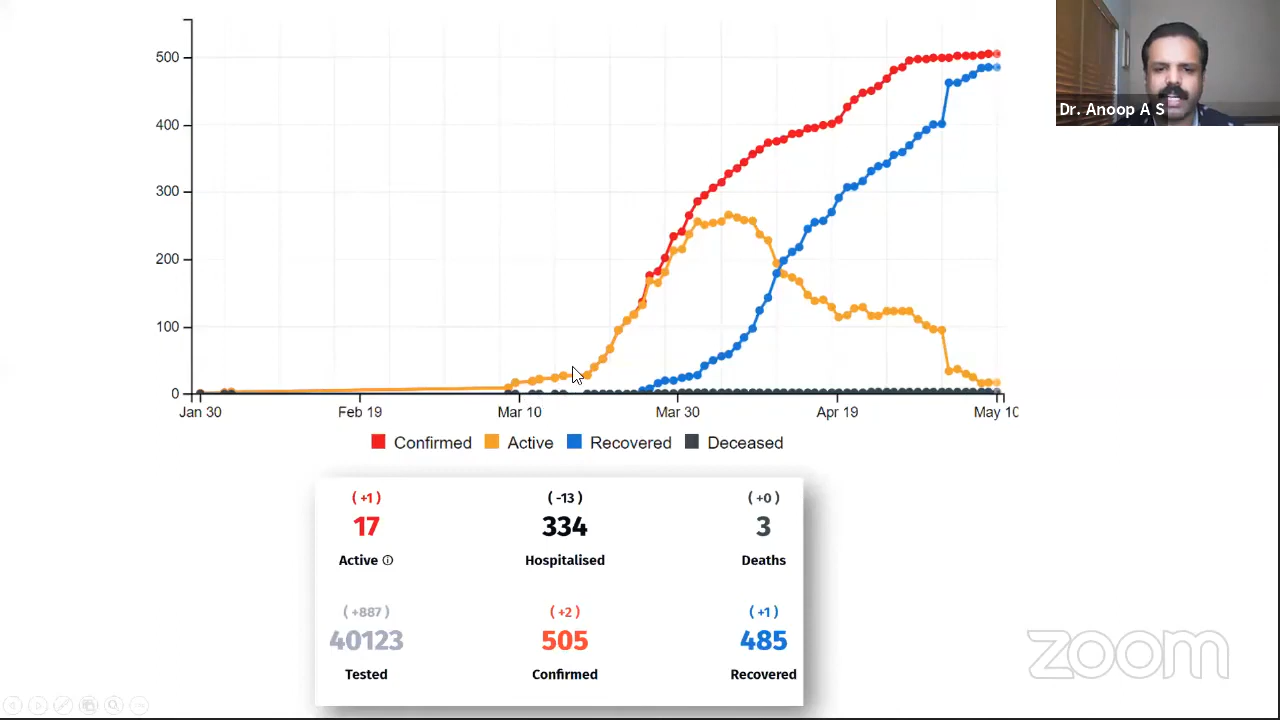 500
400
300
200
100
0
Jan 30 Feb 19 Mar 10 Mar 30 Apr 19 May 10
Confirmed Active Recovered Deceased
Dr. Anoop A S
(+1) (-13) (+0)
17 334 3
Active Hospitalised Deaths
(+887) (+2) (+1)
40123 505 485
Tested Confirmed Recovered
zoom